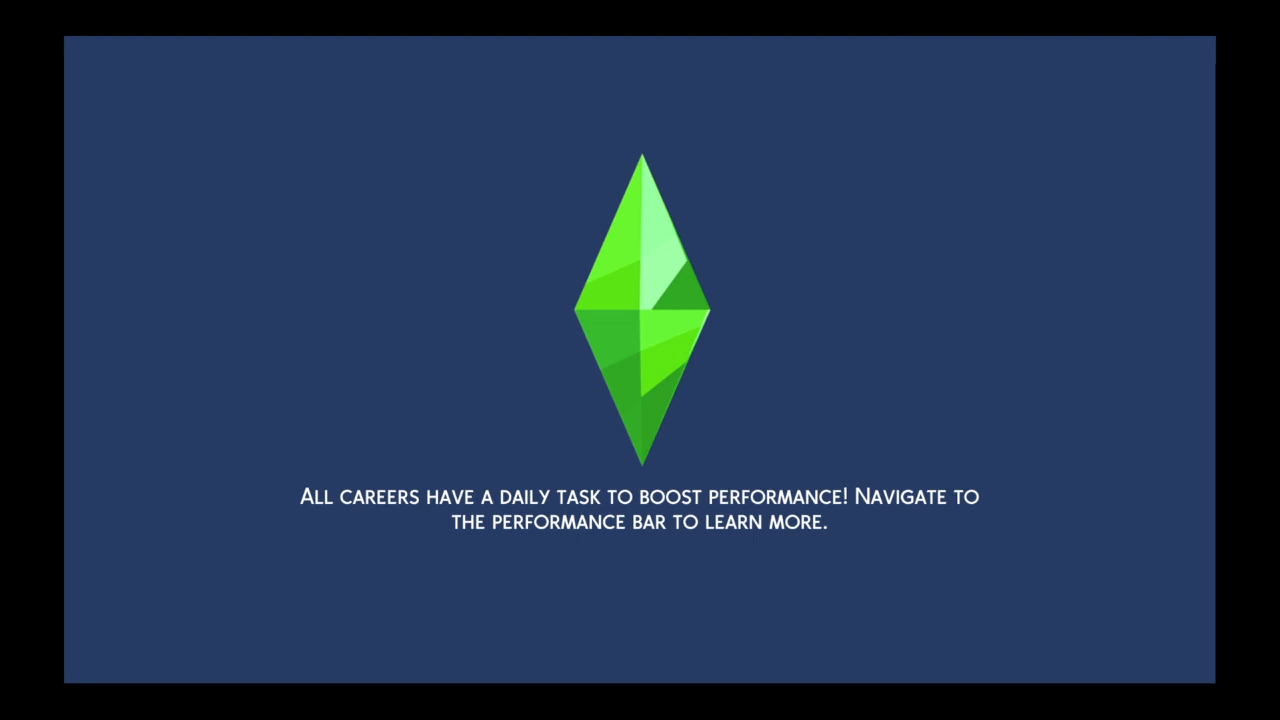 All careers have a daily task to boost performance! Navigate to
the performance bar to learn more.